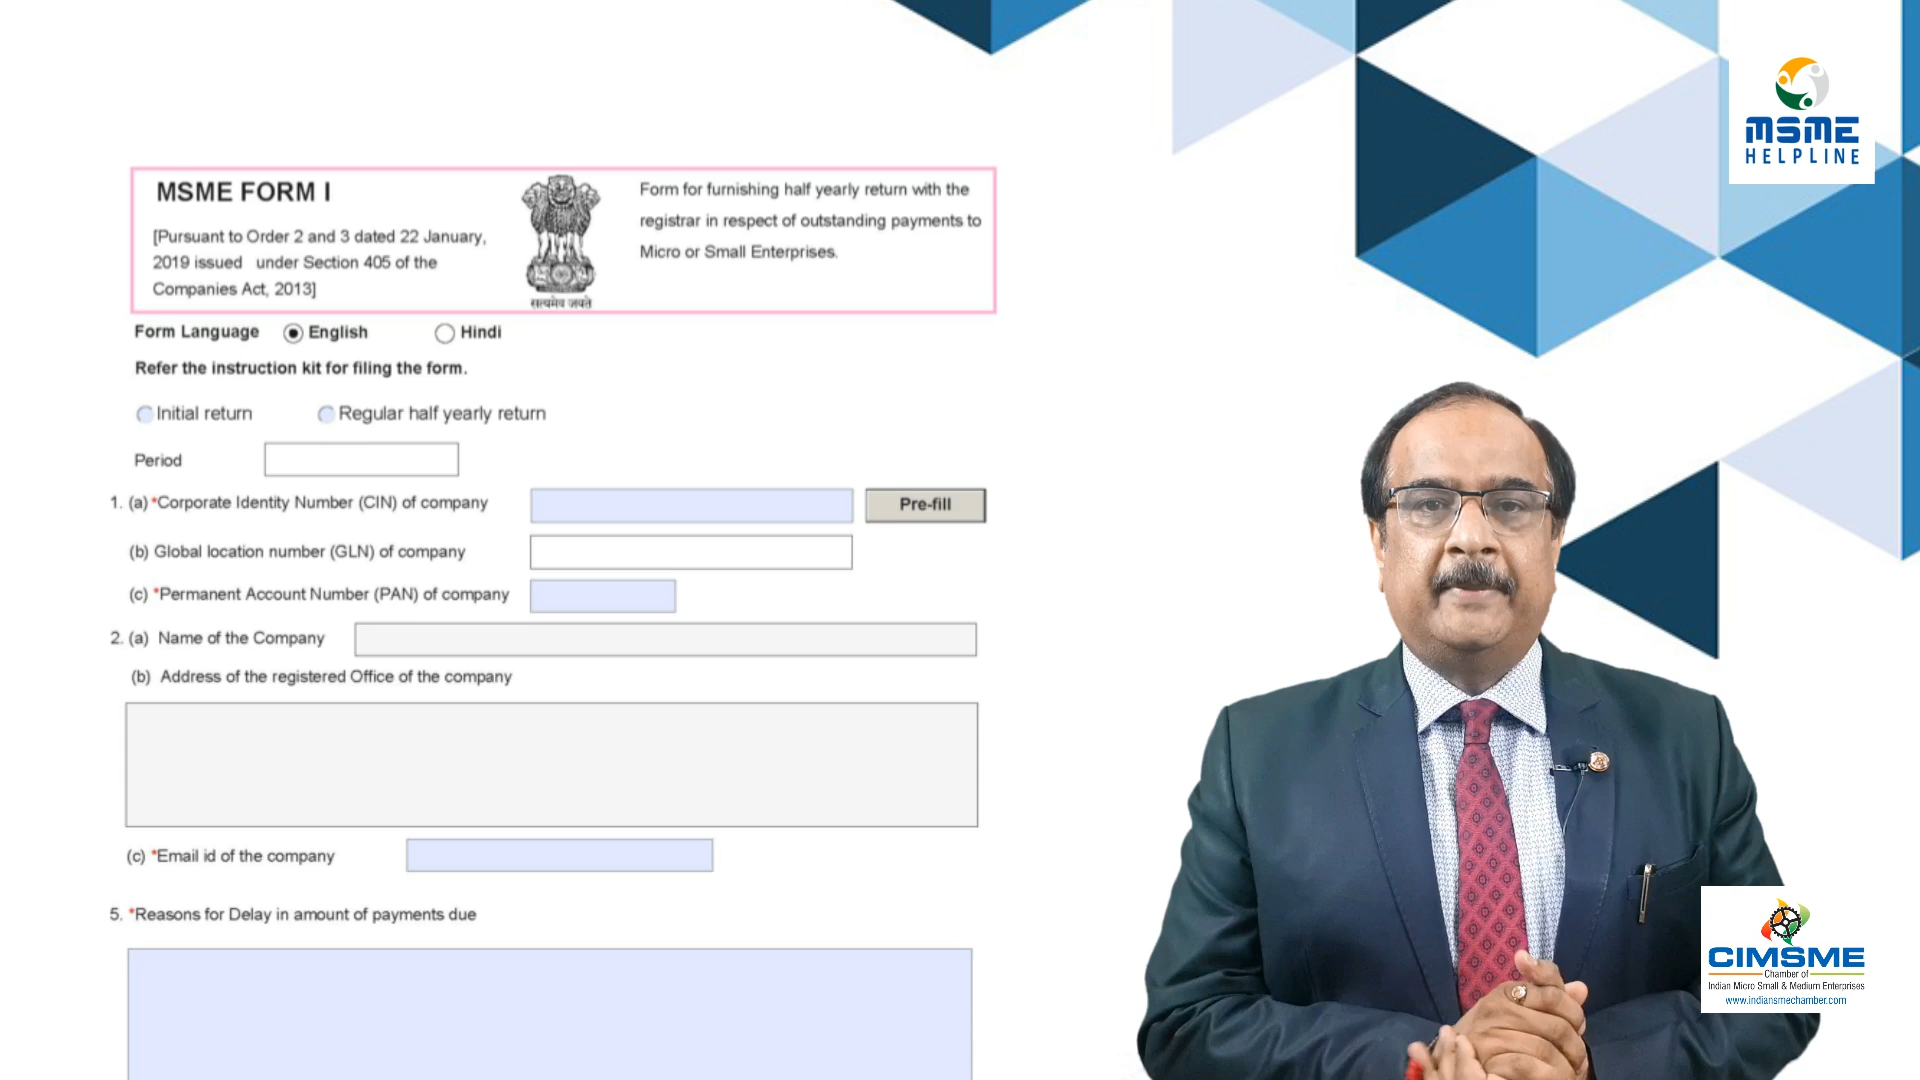 MSME FORM I
[Pursuant to Order 2 and 3 dated 22 January,
2019 issued under Section 405 of the
Companies Act, 2013]
सत्यमेव जयते
Form for furnishing half yearly return with the
registrar in respect of outstanding payments to
Micro or Small Enterprises.
Form Language English Hindi
Refer the instruction kit for filing the form.
Initial return Regular half yearly return
Period
1. (a) *Corporate Identity Number (CIN) of company Pre-fill
(b) Global location number (GLN) of company
(c) *Permanent Account Number (PAN) of company
2. (a) Name of the Company
(b) Address of the registered Office of the company
(c) *Email id of the company
5. *Reasons for Delay in amount of payments due
MSME
HELPLINE
CIMSME
Chamber of
Indian Micro Small & Medium Enterprises
www.indiansmechamber.com